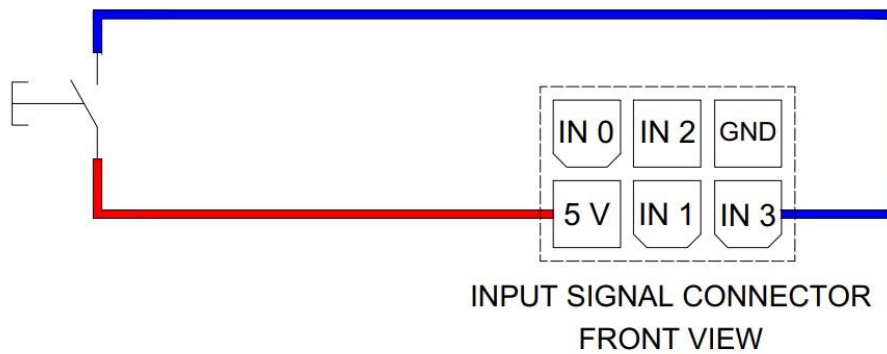 IN 0 IN 2 GND
5 V IN 1 IN 3
INPUT SIGNAL CONNECTOR
FRONT VIEW